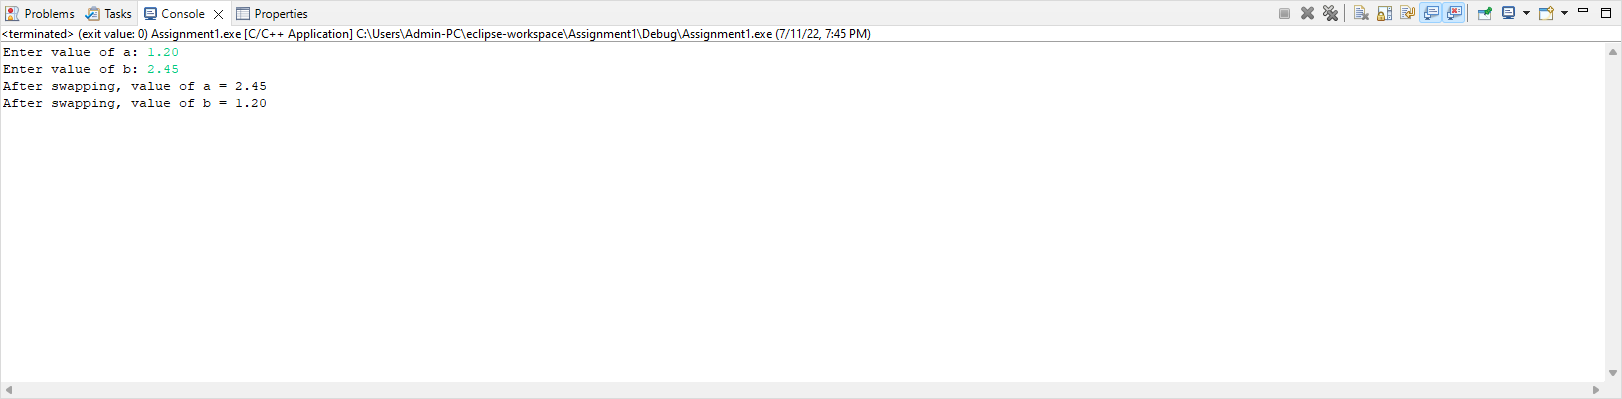 Problems Tasks Console Properties
<terminated> (exit value: 0) Assignment1.exe [C/C++ Application] C:\Users\Admin-PC\eclipse-workspace\Assignment1\Debug\Assignment1.exe (7/11/22, 7:45 PM)
Enter value of a: 1.20
Enter value of b: 2.45
After swapping, value of a = 2.45
After swapping, value of b = 1.20